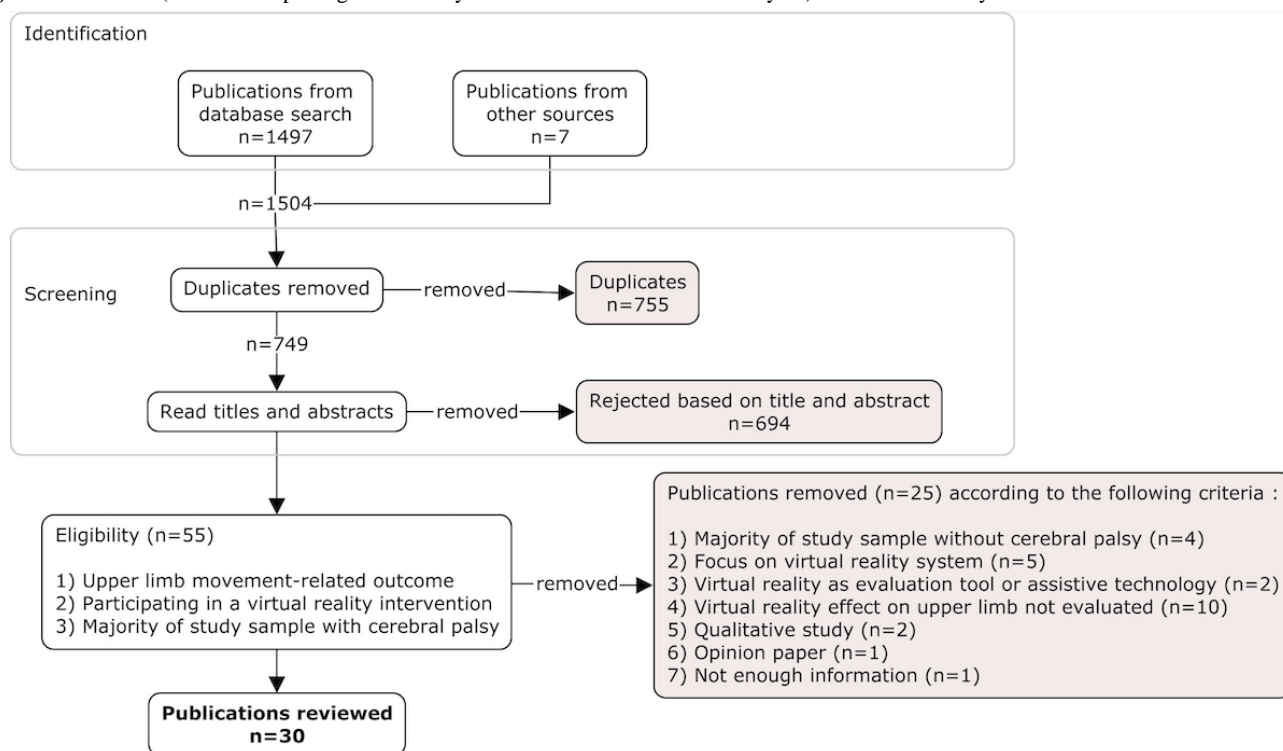 Identification
Publications from
database search
n=1497
Publications from
other sources
n=7
n=1504
Screening
Duplicates removed
removed
Duplicates
n=755
n=749
Read titles and abstracts
removed
Rejected based on title and abstract
n=694
Eligibility (n=55)
1) Upper limb movement-related outcome
2) Participating in a virtual reality intervention
3) Majority of study sample with cerebral palsy
removed
Publications removed (n=25) according to the following criteria :
1) Majority of study sample without cerebral palsy (n=4)
2) Focus on virtual reality system (n=5)
3) Virtual reality as evaluation tool or assistive technology (n=2)
4) Virtual reality effect on upper limb not evaluated (n=10)
5) Qualitative study (n=2)
6) Opinion paper (n=1)
7) Not enough information (n=1)
Publications reviewed
n=30